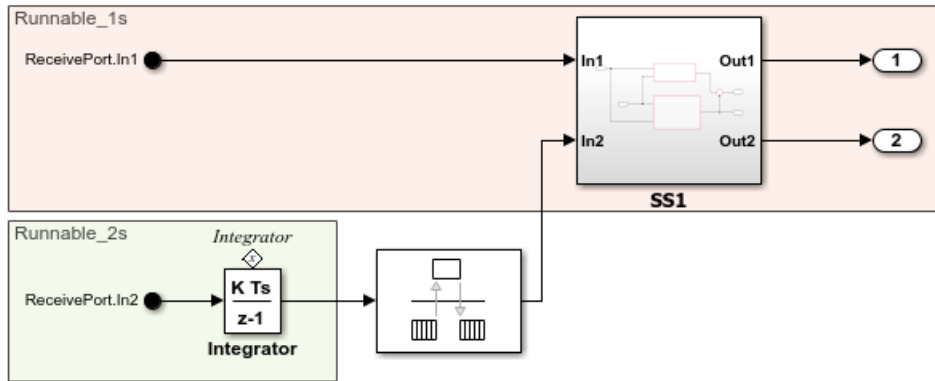 Runnable_1s
ReceivePort.In1
In1
Out1
1
In2
Out2
2
SS1
Runnable_2s
Integrator
x
ReceivePort.In2
K Ts
z-1
Integrator